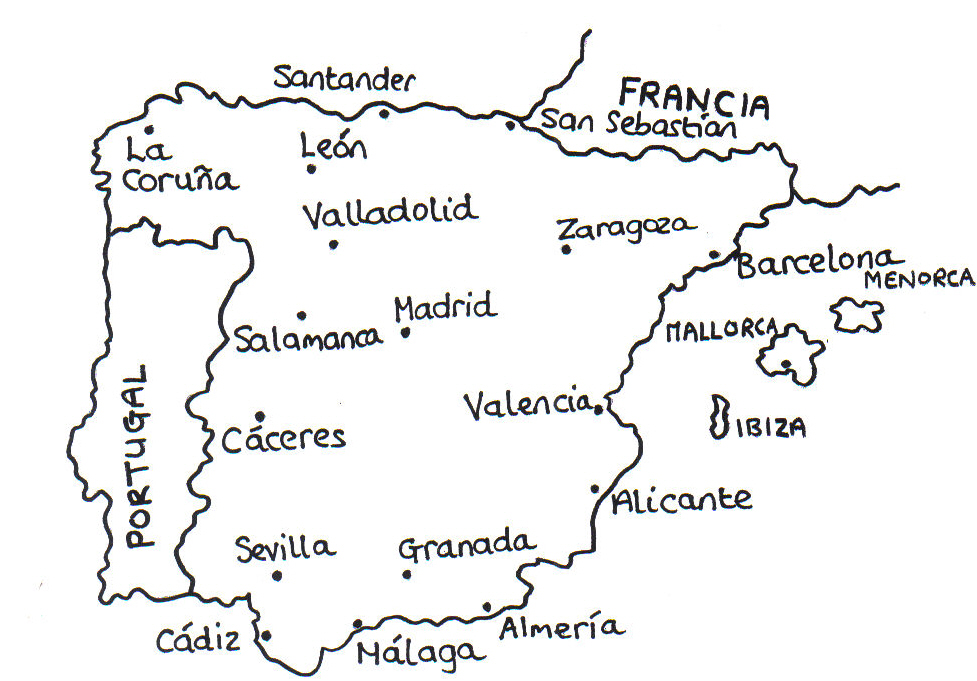 Santander
FRANCIA
San Sebastián
La
Coruña
León
Valladolid
Zaragoza
Barcelona
MENORCA
Salamanca
Madrid
MALLORCA
Valencia
IBIZA
Cáceres
PORTUGAL
Alicante
Sevilla
Granada
Cádiz
Málaga
Almería